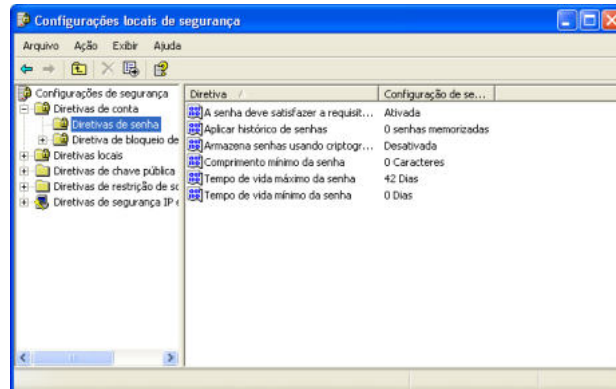 Configurações locais de segurança
Arquivo Ação Exibir Ajuda
Configurações de segurança
Diretivas de conta
Diretivas de senha
Diretiva de bloqueio de
Diretivas locais
Diretivas de chave pública
Diretivas de restrição de sc
Diretivas de segurança IP e
Diretiva Configuração de se...
A senha deve satisfazer a requisit... Ativada
Aplicar histórico de senhas 0 senhas memorizadas
Armazena senhas usando criptogr... Desativada
Comprimento mínimo da senha 0 Caracteres
Tempo de vida máximo da senha 42 Dias
Tempo de vida mínimo da senha 0 Dias